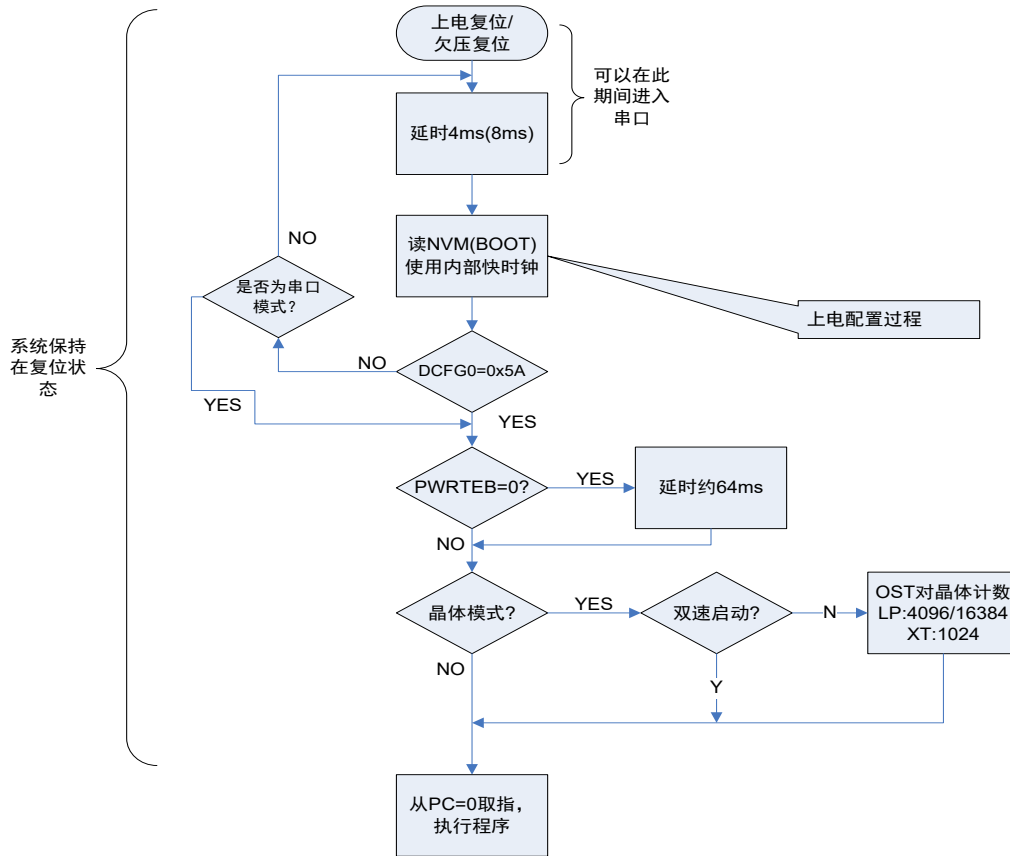 上电复位/
欠压复位
可以在此
期间进入
串口
延时4ms(8ms)
读NVM(BOOT)
使用内部快时钟
NO
是否为串口
模式?
上电配置过程
系统保持
在复位状
态
NO
DCFG0=0x5A
YES
YES
PWRTEB=0?
YES
延时约64ms
NO
晶体模式?
YES
双速启动?
N
OST对晶体计数
LP:4096/16384
XT:1024
NO
Y
从PC=0取指,
执行程序